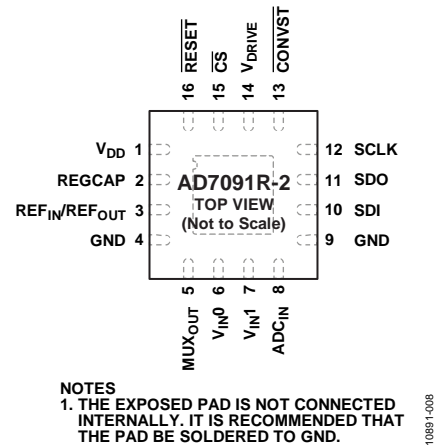 RESET
CS
VDRIVE
CONVST
16
15
14
13
VDD 1
REGCAP 2
REFIN/REFOUT 3
GND 4
AD7091R-2
TOP VIEW
(Not to Scale)
12 SCLK
11 SDO
10 SDI
9 GND
5
6
7
8
MUXOUT
VIN0
VIN1
ADCIN
NOTES
1. THE EXPOSED PAD IS NOT CONNECTED
INTERNALLY. IT IS RECOMMENDED THAT
THE PAD BE SOLDERED TO GND.
10891-008